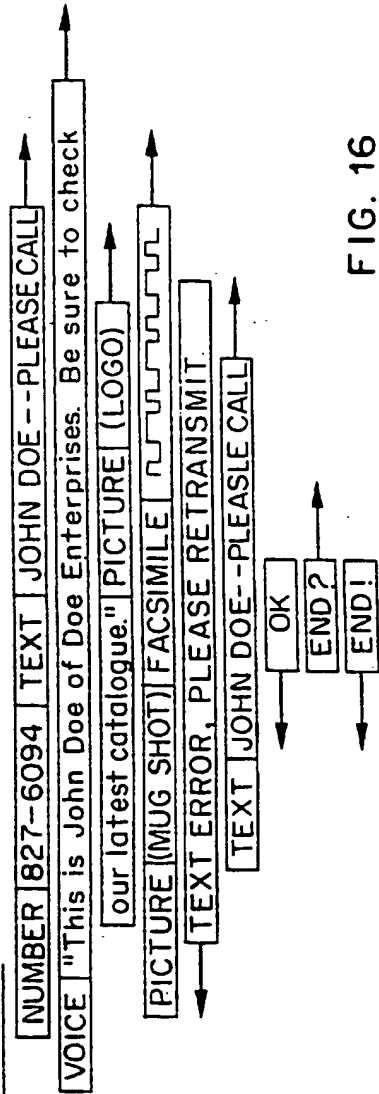 NUMBER 827-6094 TEXT JOHN DOE---PLEASE CALL
VOICE "This is John Doe of Doe Enterprises. Be sure to check
our latest catalogue." PICTURE (LOGO)
PICTURE (MUG SHOT) FACSIMILE
TEXT ERROR, PLEASE RETRANSMIT
TEXT JOHN DOE--PLEASLE CALL
OK
END?
END!
FIG. 16